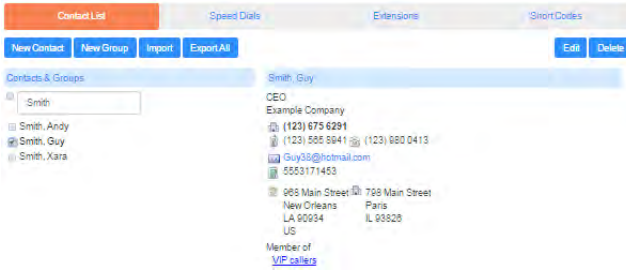 Contact List Speed Dials Extensions Short Codes
New Contact New Group Import Export All Edit Delete
Contacts & Groups
Smith
Smith, Andy
Smith, Guy
Smith, Xara
Smith, Guy
CEO
Example Company
(123) 675 6291
(123) 565 8941 (123) 980 0413
Guy38@hotmail.com
5553171453
968 Main Street 798 Main Street
New Orleans Paris
LA 90934 IL 93826
US
Member of
VIP callers